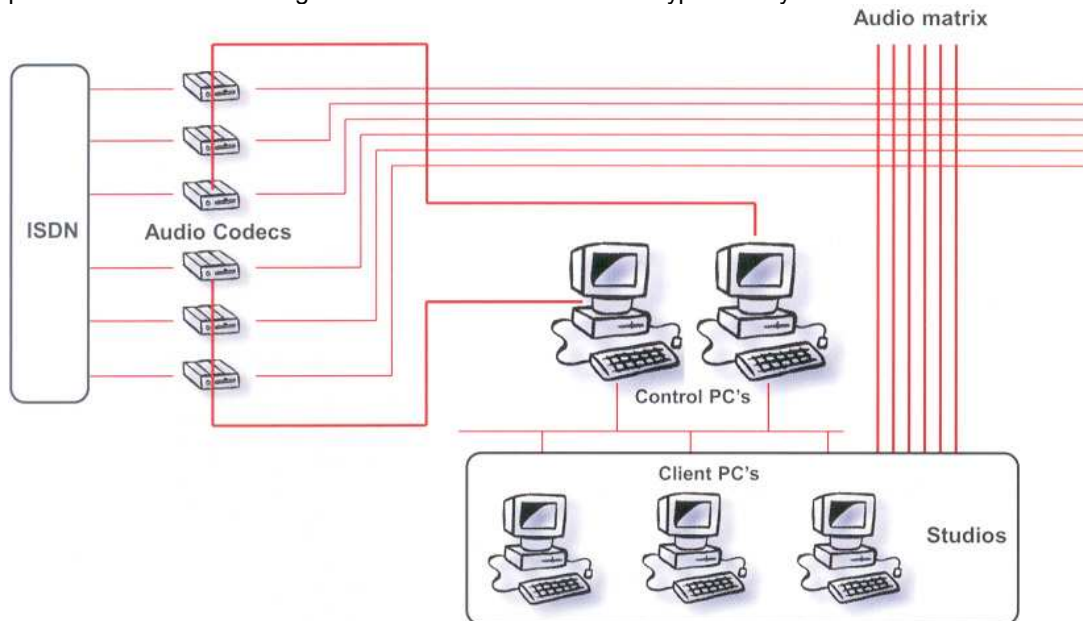 Audio matrix
ISDN
Audio Codecs
Control PC's
Client PC's
Studios